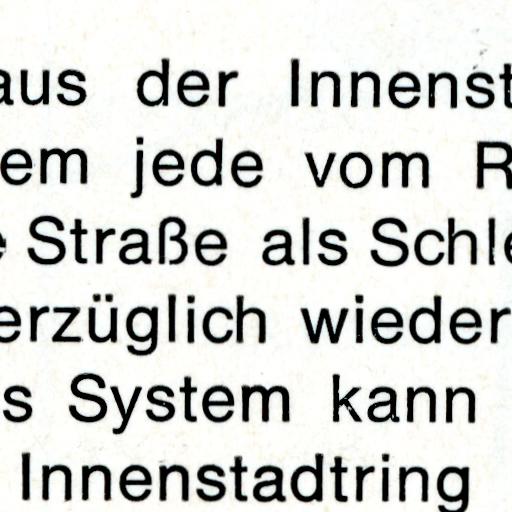 aus der Innenst
em jede vom R
e Straße als Schle
erzüglich wieder
s System kann
Innenstadtring